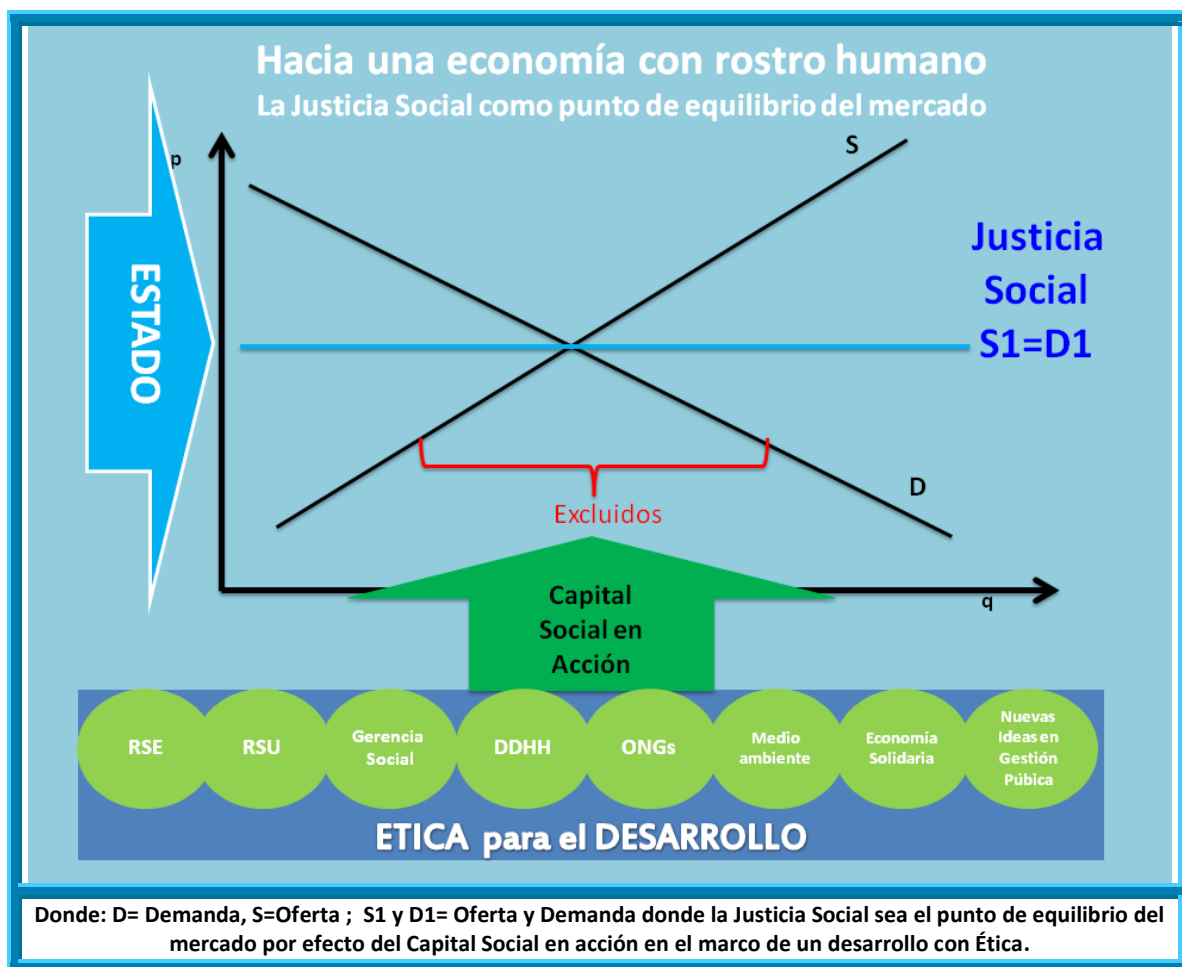 Hacia una economía con rostro humano
La Justicia Social como punto de equilibrio del mercado
p
S
ESTADO
Justicia
Social
S1=D1
D
Excluidos
q
Capital
Social en
Acción
RSE
RSU
Gerencia
Social
DDHH
ONGs
Medio
ambiente
Economía
Solidaria
Nuevas
Ideas en
Gestión
Púbica
ETICA para el DESARROLLO
Donde: D= Demanda, S=Oferta ; S1 y D1= Oferta y Demanda donde la Justicia Social sea el punto de equilibrio del
mercado por efecto del Capital Social en acción en el marco de un desarrollo con Ética.